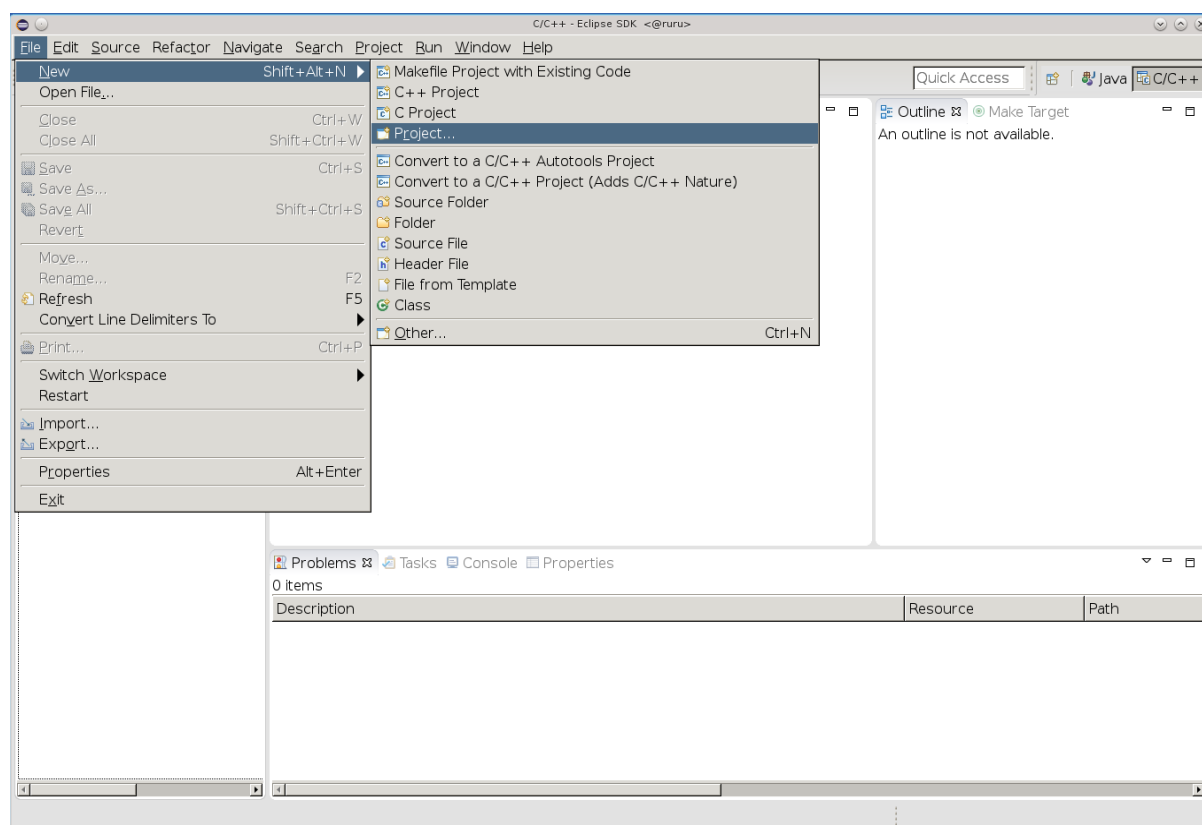 C/C++ - Eclipse SDK <@ruru>
File Edit Source Refactor Navigate Search Project Run Window Help
New Shift+Alt+N
Open File...
Close Ctrl+W
Close All Shift+Ctrl+W
Save Ctrl+S
Save As...
Save All Shift+Ctrl+S
Revert
Move...
Rename... F2
Refresh F5
Convert Line Delimiters To
Print... Ctrl+P
Switch Workspace
Restart
Import...
Export...
Properties Alt+Enter
Exit
Makefile Project with Existing Code
C++ Project
C Project
Project...
Convert to a C/C++ Autotools Project
Convert to a C/C++ Project (Adds C/C++ Nature)
Source Folder
Folder
Source File
Header File
File from Template
Class
Other... Ctrl+N
Quick Access Java C/C++
Outline Make Target
An outline is not available.
Problems Tasks Console Properties
0 items
Description Resource Path